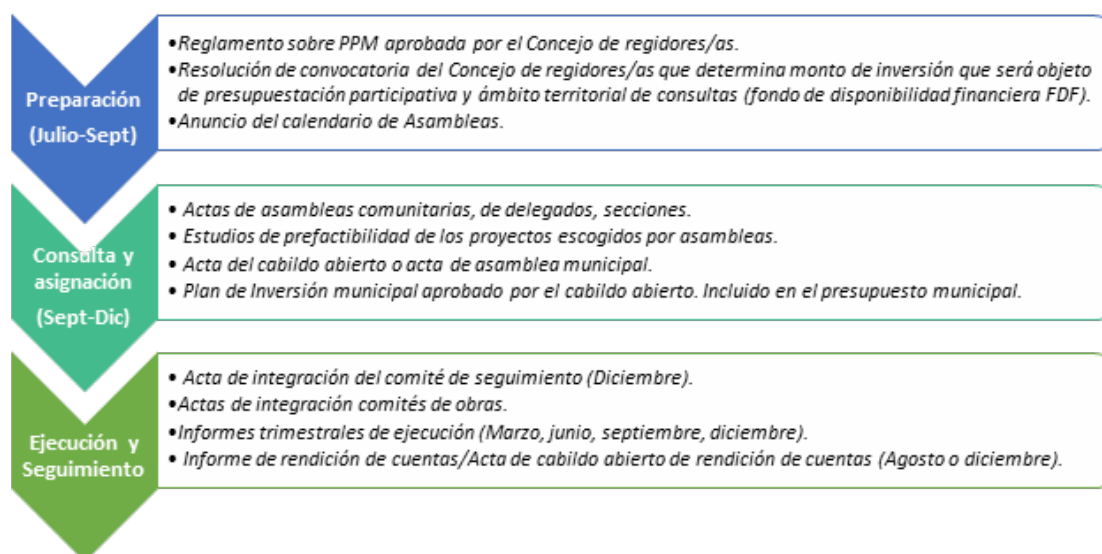 Preparación
(Julio-Sept)
•Reglamento sobre PPM aprobada por el Concejo de regidores/as.
•Resolución de convocatoria del Concejo de regidores/as que determina monto de inversión que será objeto
de presupuestación participativa y ámbito territorial de consultas (fondo de disponibilidad financiera FDF).
•Anuncio del calendario de Asambleas.
Consulta y
asignación
(Sept-Dic)
• Actas de asambleas comunitarias, de delegados, secciones.
• Estudios de prefactibilidad de los proyectos escogidos por asambleas.
• Acta del cabildo abierto o acta de asamblea municipal.
• Plan de Inversión municipal aprobado por el cabildo abierto. Incluido en el presupuesto municipal.
Ejecución y
Seguimiento
• Acta de integración del comité de seguimiento (Diciembre).
•Actas de integración comités de obras.
•Informes trimestrales de ejecución (Marzo, junio, septiembre, diciembre).
• Informe de rendición de cuentas/Acta de cabildo abierto de rendición de cuentas (Agosto o diciembre).